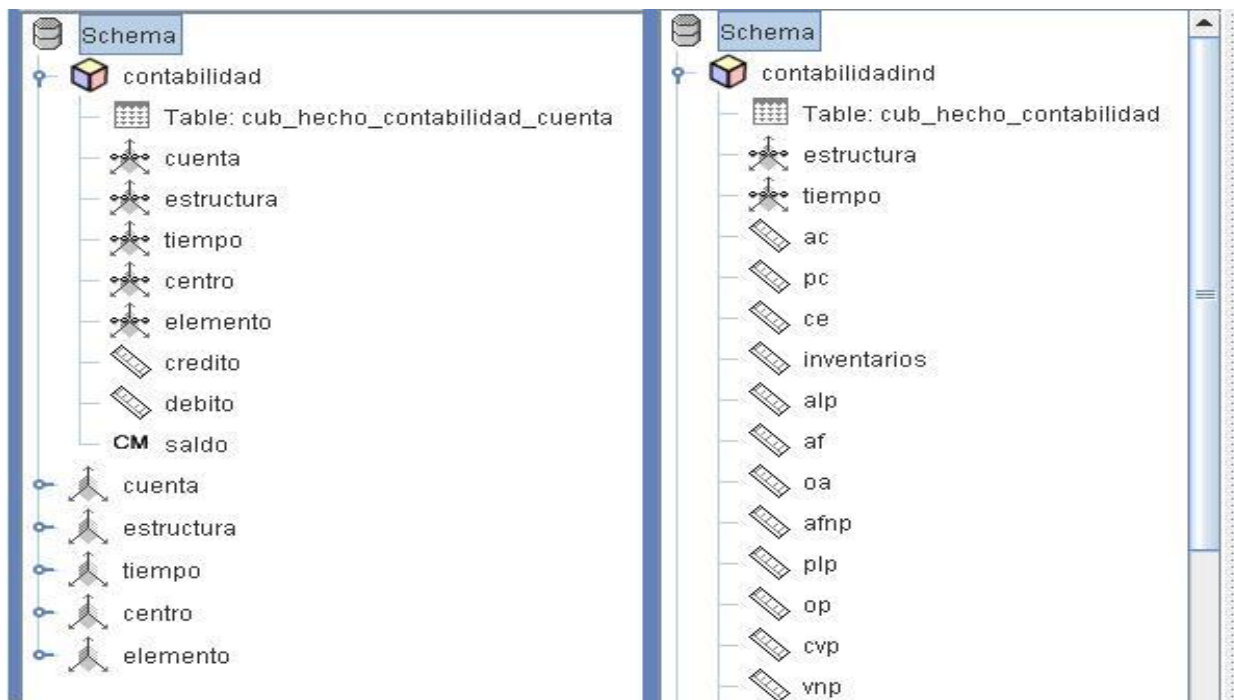 Schema
contabilidad
Table: cub_hecho_contabilidad_cuenta
cuenta
estructura
tiempo
centro
elemento
credito
debito
CM saldo
cuenta
estructura
tiempo
centro
elemento
Schema
contabilidadind
Table: cub_hecho_contabilidad
estructura
tiempo
ac
pc
ce
inventarios
alp
af
oa
afnp
plp
op
cvp
vnp